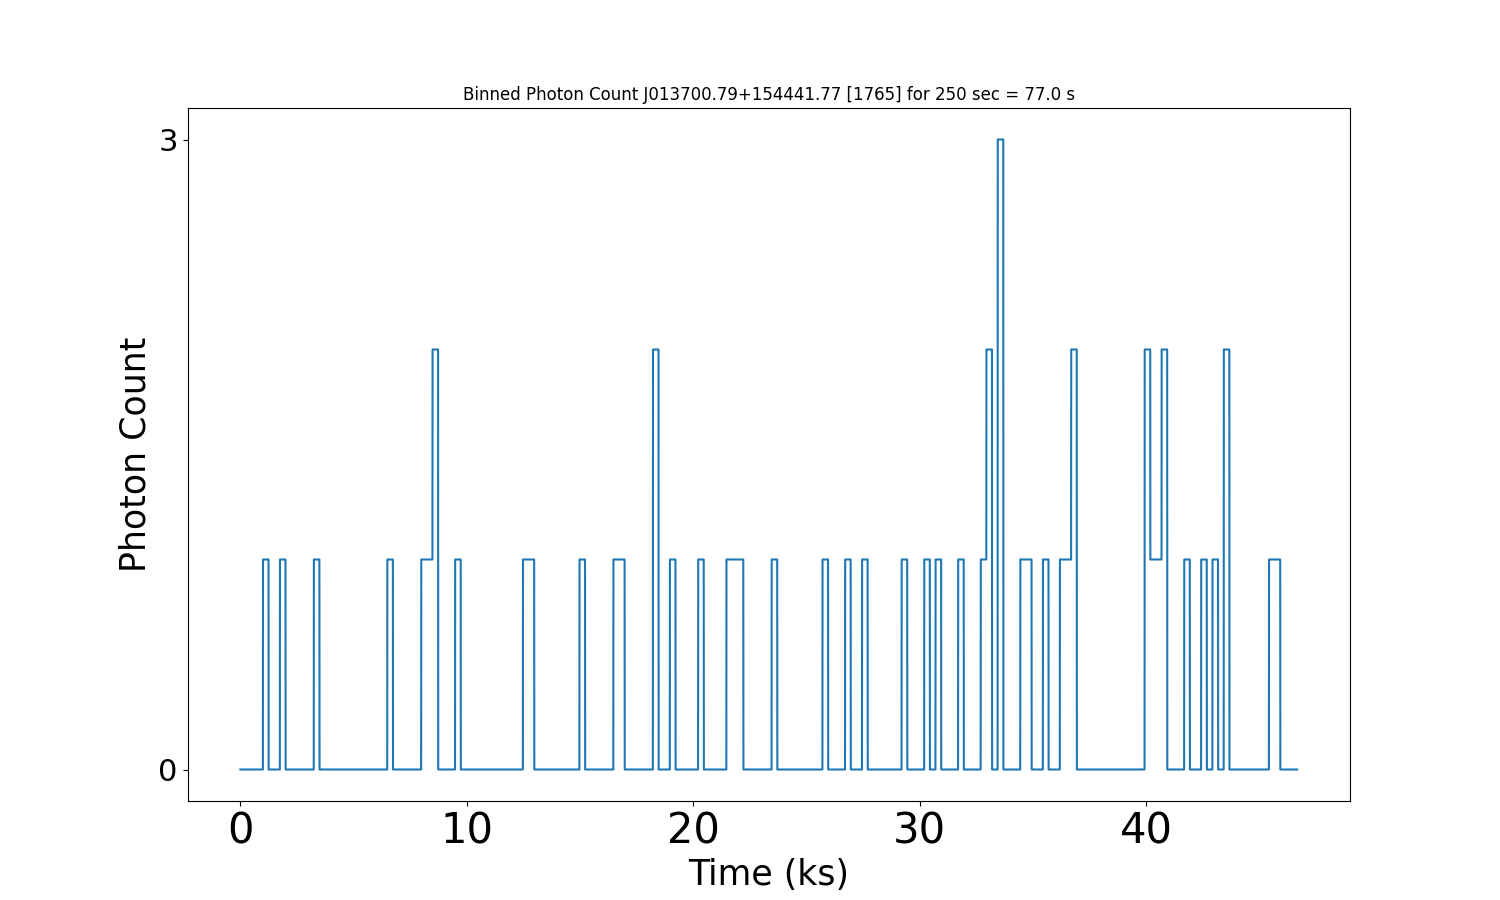 Binned Photon Count J013700.79+154441.77 [1765] for 250 sec = 77.0 s
3
Photon Count
0
0 10 20 30 40
Time (ks)